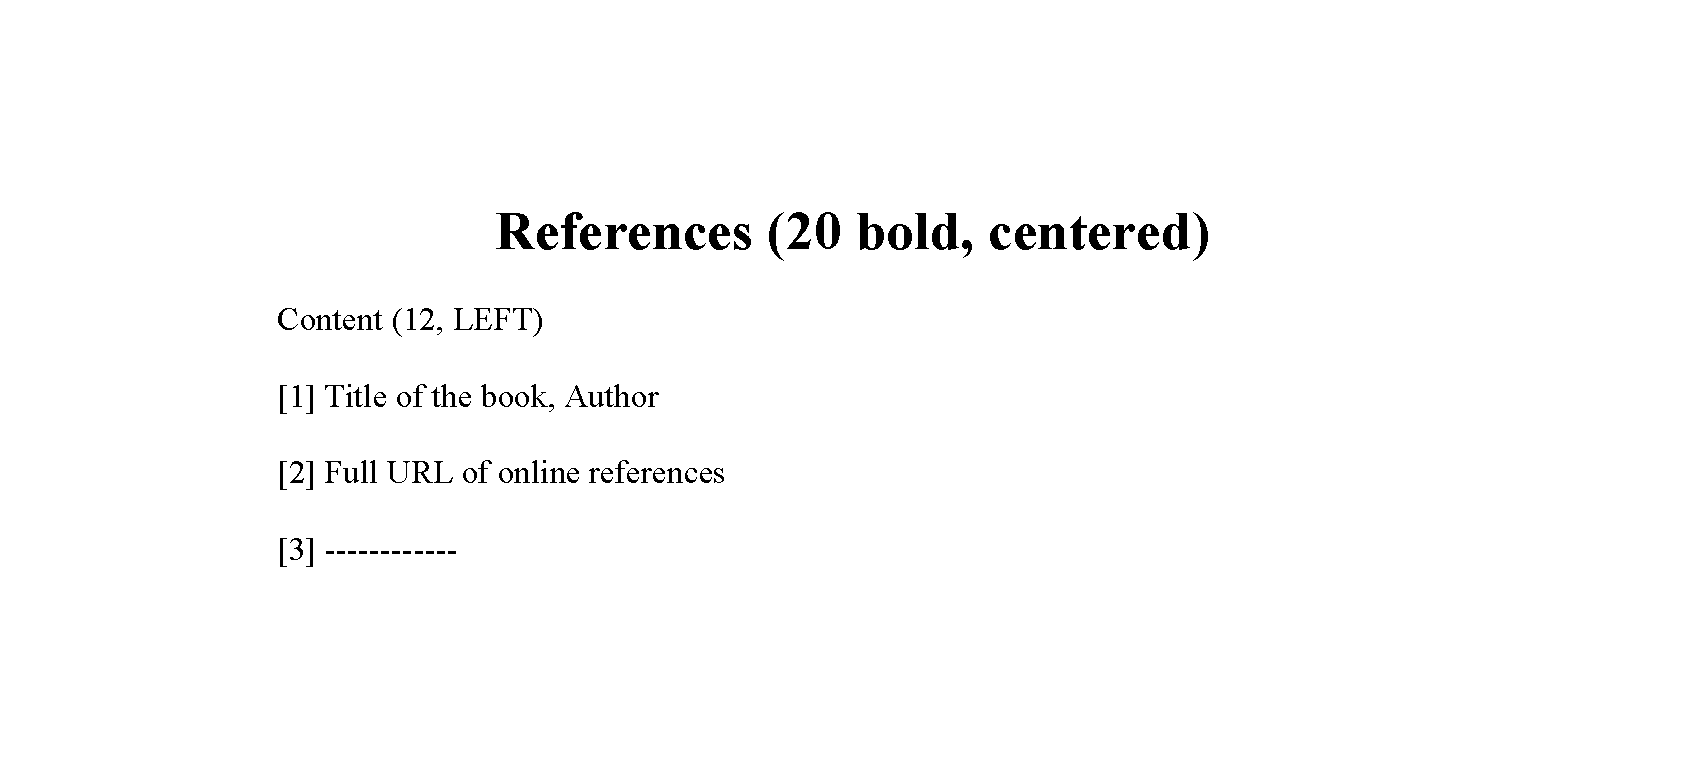 References (20 bold, centered)
Content (12, LEFT)
[1] Title of the book, Author
[2] Full URL of online references
[3] ------------